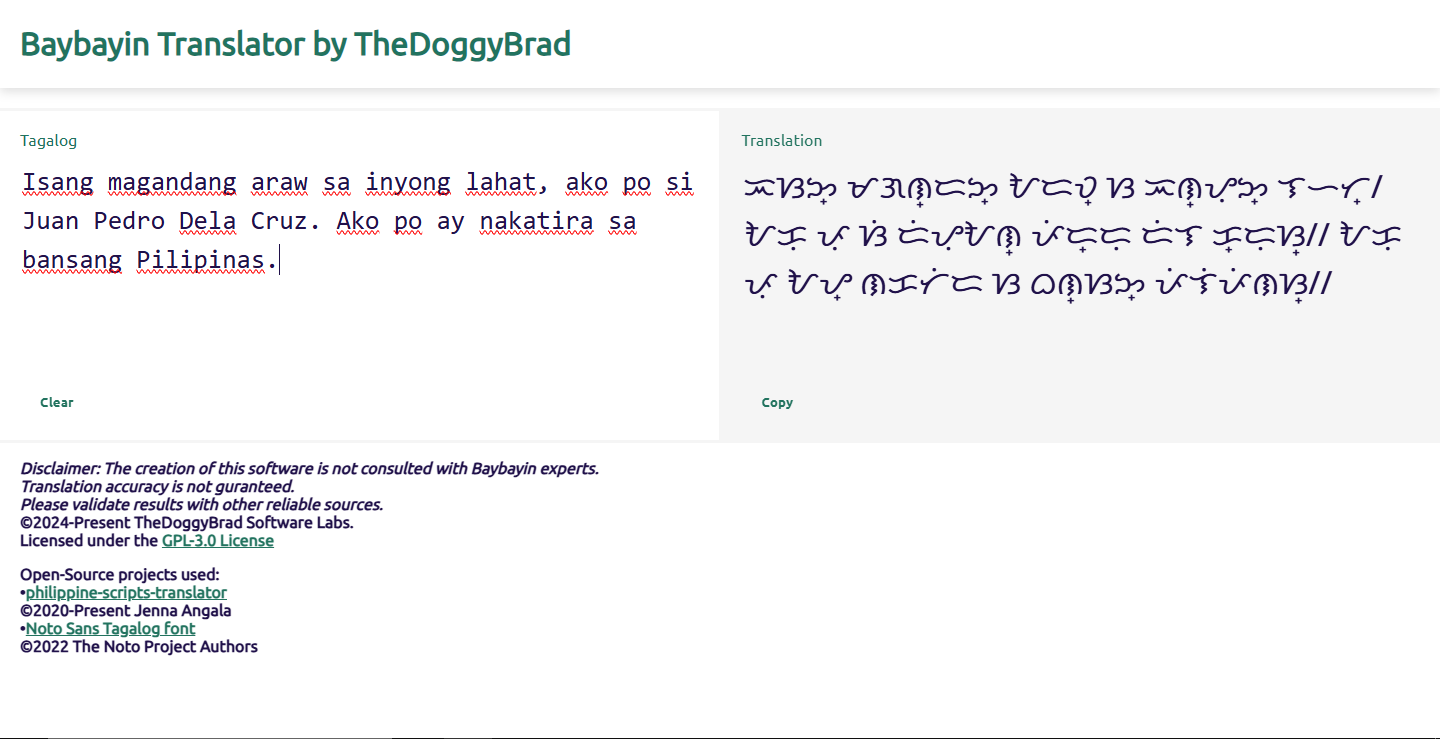 Baybayin Translator by TheDoggyBrad
Tagalog
Isang magandang araw sa inyong lahat, ako po si
Juan Pedro Dela Cruz. Ako po ay nakatira sa
bansang Pilipinas.
Clear
Translation
ᜁᜐᜅ᜔ ᜋᜄᜈ᜔ᜇᜅ᜔ ᜀᜇᜏ᜔ ᜐ ᜁᜈ᜔ᜌᜓᜅ᜔ ᜎᜑᜆ᜔᜵
ᜀᜃᜓ ᜉᜓ ᜐᜒ ᜇᜒᜌᜓᜀᜈ᜔ ᜉᜒᜇ᜔ᜇᜓ ᜇᜒᜎ ᜃ᜔ᜇᜓᜐ᜔᜶ ᜀᜃᜓ
ᜉᜓ ᜀᜌ᜔ ᜈᜃᜆᜒᜇ ᜐ ᜊᜈ᜔ᜐᜅ᜔ ᜉᜒᜎᜒᜉᜒᜈᜐ᜔᜶
Copy
Disclaimer: The creation of this software is not consulted with Baybayin experts.
Translation accuracy is not guranteed.
Please validate results with other reliable sources.
©2024-Present TheDoggyBrad Software Labs.
Licensed under the GPL-3.0 License
Open-Source projects used:
•philippine-scripts-translator
©2020-Present Jenna Angala
•Noto Sans Tagalog font
©2022 The Noto Project Authors